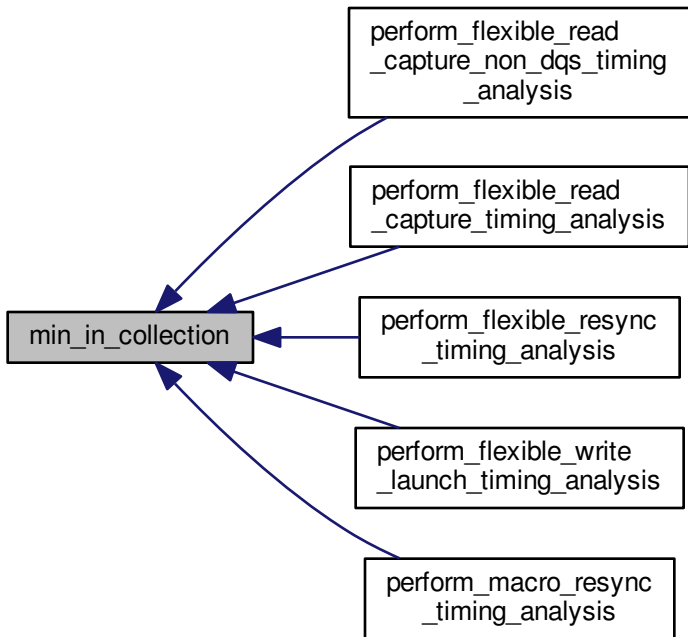 perform_flexible_read
_capture_non_dqs_timing
_analysis
perform_flexible_read
_capture_timing_analysis
min_in_collection
perform_flexible_resync
_timing_analysis
perform_flexible_write
_launch_timing_analysis
perform_macro_resync
_timing_analysis